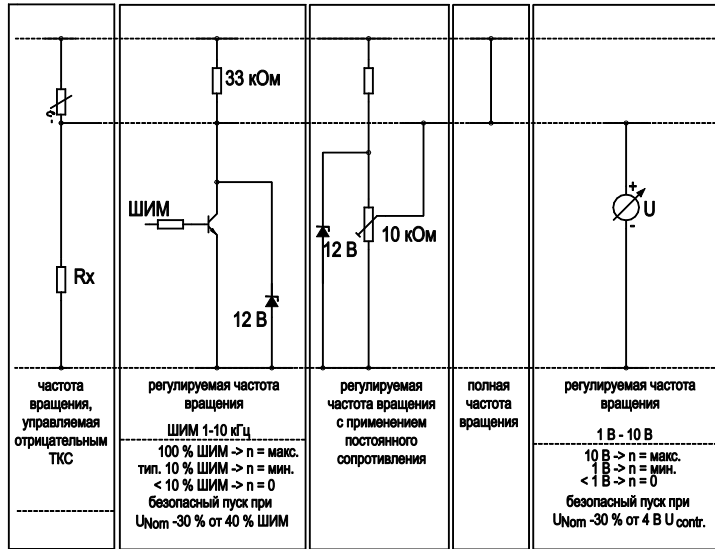 -ϑ
Rx
частота
вращения,
управляемая
отрицательным
ТКС
33 кОм
ШИМ
12 В
регулируемая частота
вращения
ШИМ 1-10 кГц
100 % ШИМ -> n = макс.
тип. 10 % ШИМ -> n = мин.
< 10 % ШИМ -> n = 0
безопасный пуск при
UNom -30 % от 40 % ШИМ
12 В
10 кОм
регулируемая
частота вращения
с применением
постоянного
сопротивления
полная
частота
вращения
+
U
-
регулируемая частота
вращения
1 В - 10 В
10 В -> n = макс.
1 В -> n = мин.
< 1 В -> n = 0
безопасный пуск при
UNom -30 % от 4 В U contr.